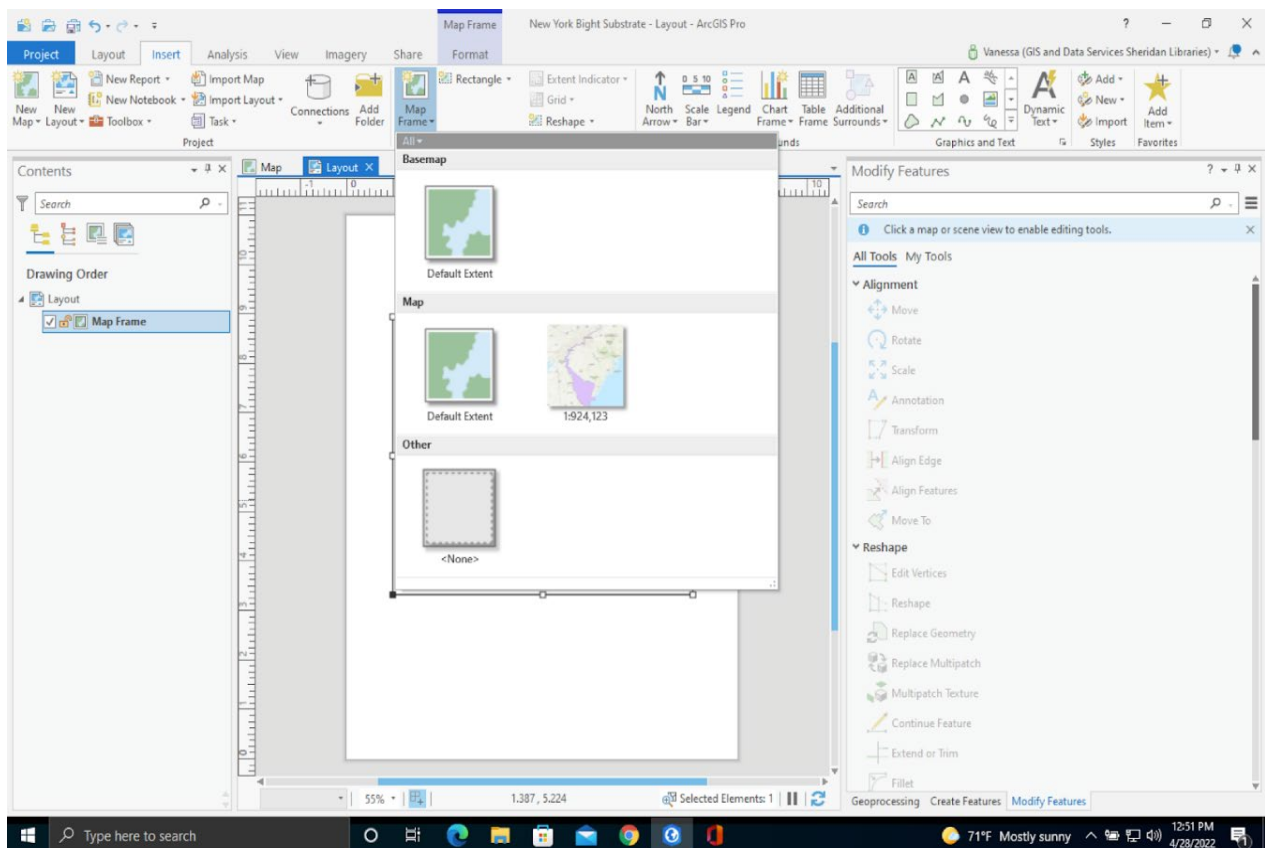 Map Frame
New York Bight Substrate - Layout - ArcGIS Pro
?
Project Layout Insert Analysis View Imagery Share Format
Vanessa (GIS and Data Services Sheridan Libraries)
New Map
New Layout
New Report
New Notebook
Toolbox
Import Map
Import Layout
Task
Connections
Add Folder
Map Frame
Rectangle
Extent Indicator
Grid
Reshape
North Arrow
0 5 10
Scale Bar
Legend
Chart Frame
Table Frame
Additional Surrounds
A A A
Dynamic Text
Add
New
Import
Add Item
Project
unds
Graphics and Text
Styles
Favorites
Contents
Search
Drawing Order
Layout
Map Frame
Map
Layout
-1 0 10
All
Basemap
Default Extent
Map
Default Extent
1:924,123
Other
<None>
55%
1.387, 5.224
Selected Elements: 1
Modify Features
?
Search
Click a map or scene view to enable editing tools.
All Tools My Tools
Alignment
Move
Rotate
Scale
Annotation
Transform
Align Edge
Align Features
Move To
Reshape
Edit Vertices
Reshape
Replace Geometry
Replace Multipatch
Multipatch Texture
Continue Feature
Extend or Trim
Fillet
Geoprocessing Create Features Modify Features
Type here to search
71°F Mostly sunny
12:51 PM
4/28/2022